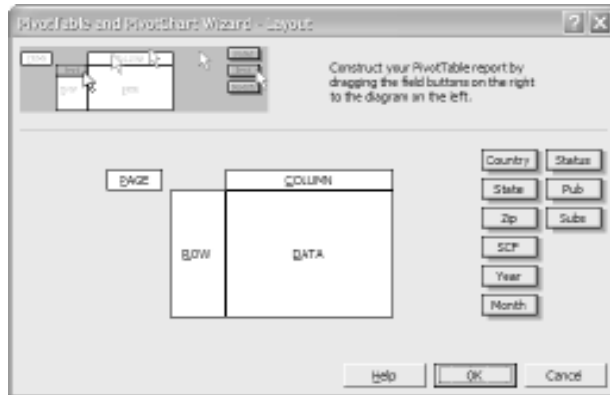 PivotTable and PivotChart Wizard - Layout
Construct your PivotTable report by
dragging the field buttons on the right
to the diagram on the left.
PAGE
COLUMN
ROW
DATA
Country
Status
State
Pub
Zip
Subs
SCF
Year
Month
Help
OK
Cancel